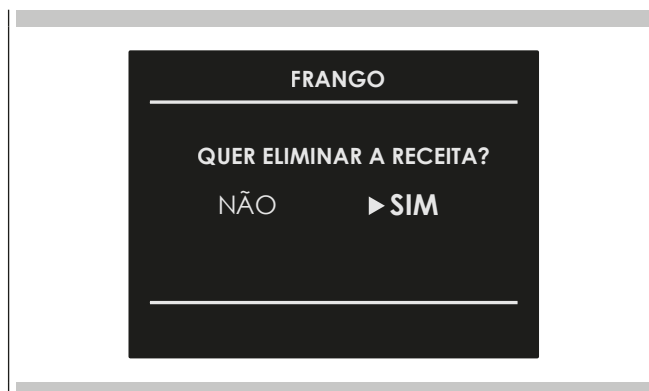 FRANGO
QUER ELIMINAR A RECEITA?
NÃO ▶SIM